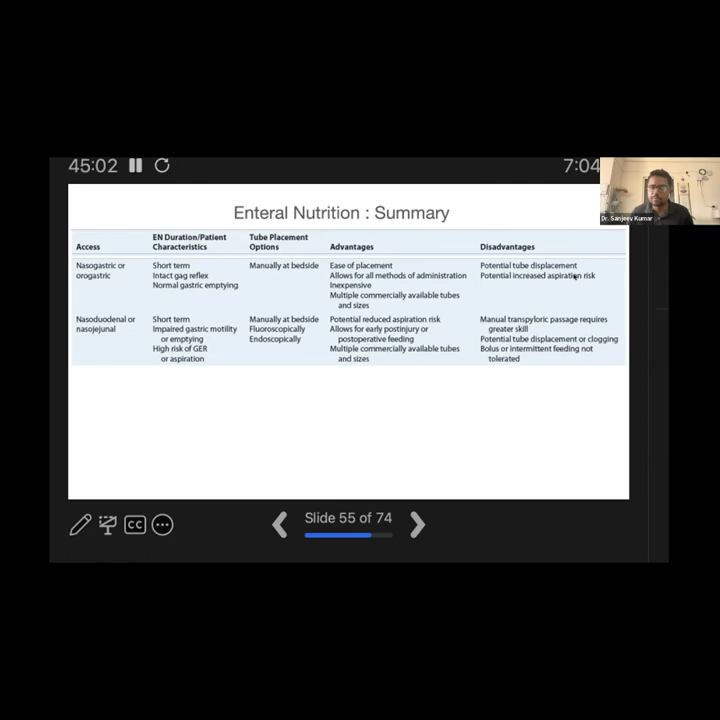 45:02
7:04
Dr. Sanjeev Kumar
Enteral Nutrition : Summary
Access
EN Duration/Patient
Characteristics
Tube Placement
Options
Advantages
Disadvantages
Nasogastric or
orogastric
Short term
Intact gag reflex
Normal gastric emptying
Manually at bedside
Ease of placement
Allows for all methods of administration
Inexpensive
Multiple commercially available tubes
and sizes
Potential tube displacement
Potential increased aspiration risk
Nasoduodenal or
nasojejunal
Short term
Impaired gastric motility
or emptying
High risk of GER
or aspiration
Manually at bedside
Fluoroscopically
Endoscopically
Potential reduced aspiration risk
Allows for early postinjury or
postoperative feeding
Multiple commercially available tubes
and sizes
Manual transpyloric passage requires
greater skill
Potential tube displacement or clogging
Bolus or intermittent feeding not
tolerated
CC
Slide 55 of 74